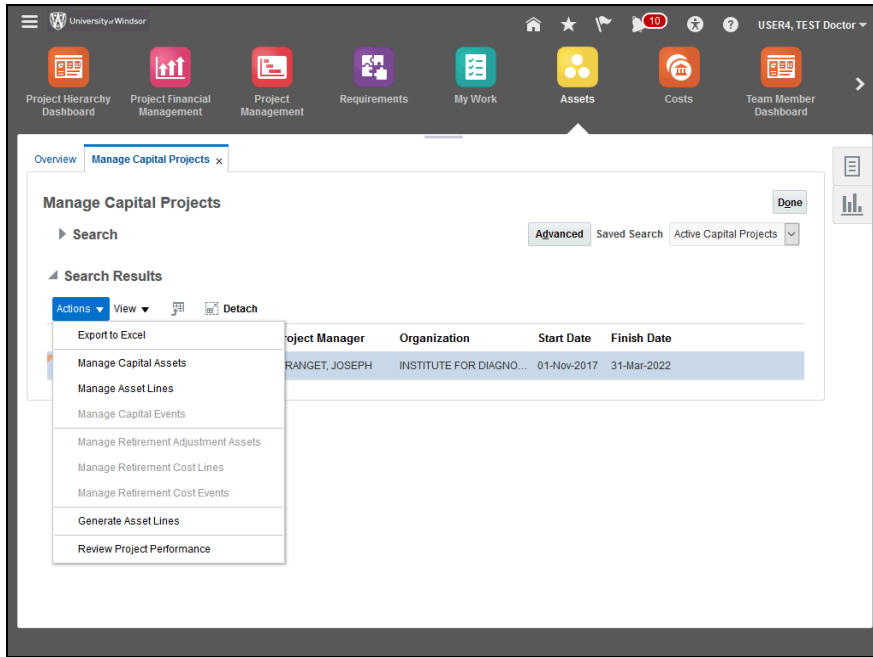 University of Windsor
10
USER4, TEST Doctor
Project Hierarchy
Dashboard
Project Financial
Management
Project
Management
Requirements
My Work
Assets
Costs
Team Member
Dashboard
Overview
Manage Capital Projects x
Manage Capital Projects
Done
Search
Advanced Saved Search Active Capital Projects
Search Results
Actions View Detach
Export to Excel
Manage Capital Assets
Manage Asset Lines
Manage Capital Events
Manage Retirement Adjustment Assets
Manage Retirement Cost Lines
Manage Retirement Cost Events
Generate Asset Lines
Review Project Performance
oject Manager Organization Start Date Finish Date
RANGET, JOSEPH INSTITUTE FOR DIAGNO... 01-Nov-2017 31-Mar-2022